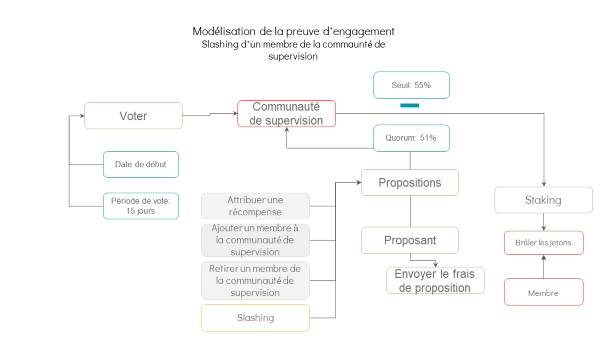 Modélisation de la preuve d'engagement
Slashing d'un membre de la commaunté de
supervision
Seuil: 55%
Voter
Communauté
de supervision
Quorum: 51%
Date de début
Propositions
Période de vote:
15 jours
Attribuer une
récompense
Staking
Ajouter un membre à
la communauté de
supervision
Proposant
Brûler les jetons
Retirer un membre de
la communauté de
supervision
Envoyer le frais
de proposition
Membre
Slashing